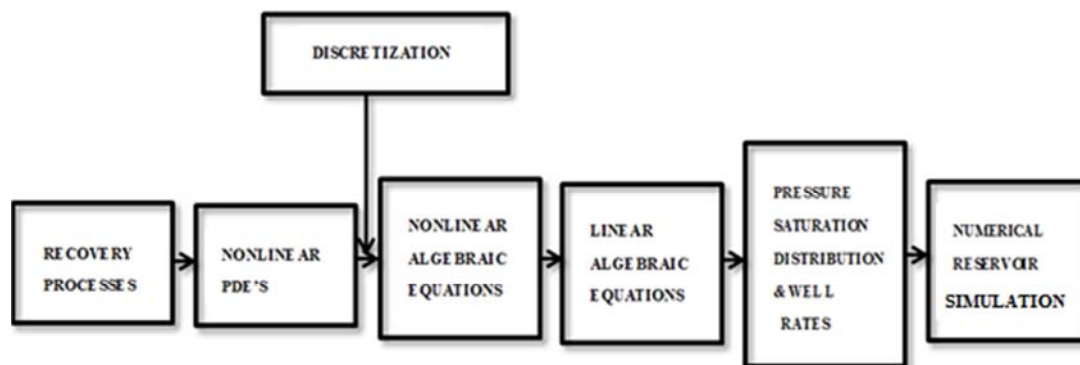 DISCRETIZATION
RECOVERY
PROCESSES
NONLINEAR
PDE'S
NONLINEAR
ALGEBRAIC
EQUATIONS
LINEAR
ALGEBRAIC
EQUATIONS
PRESSURE
SATURATION
DISTRIBUTION
& WELL
RATES
NUMERICAL
RESERVOIR
SIMULATION